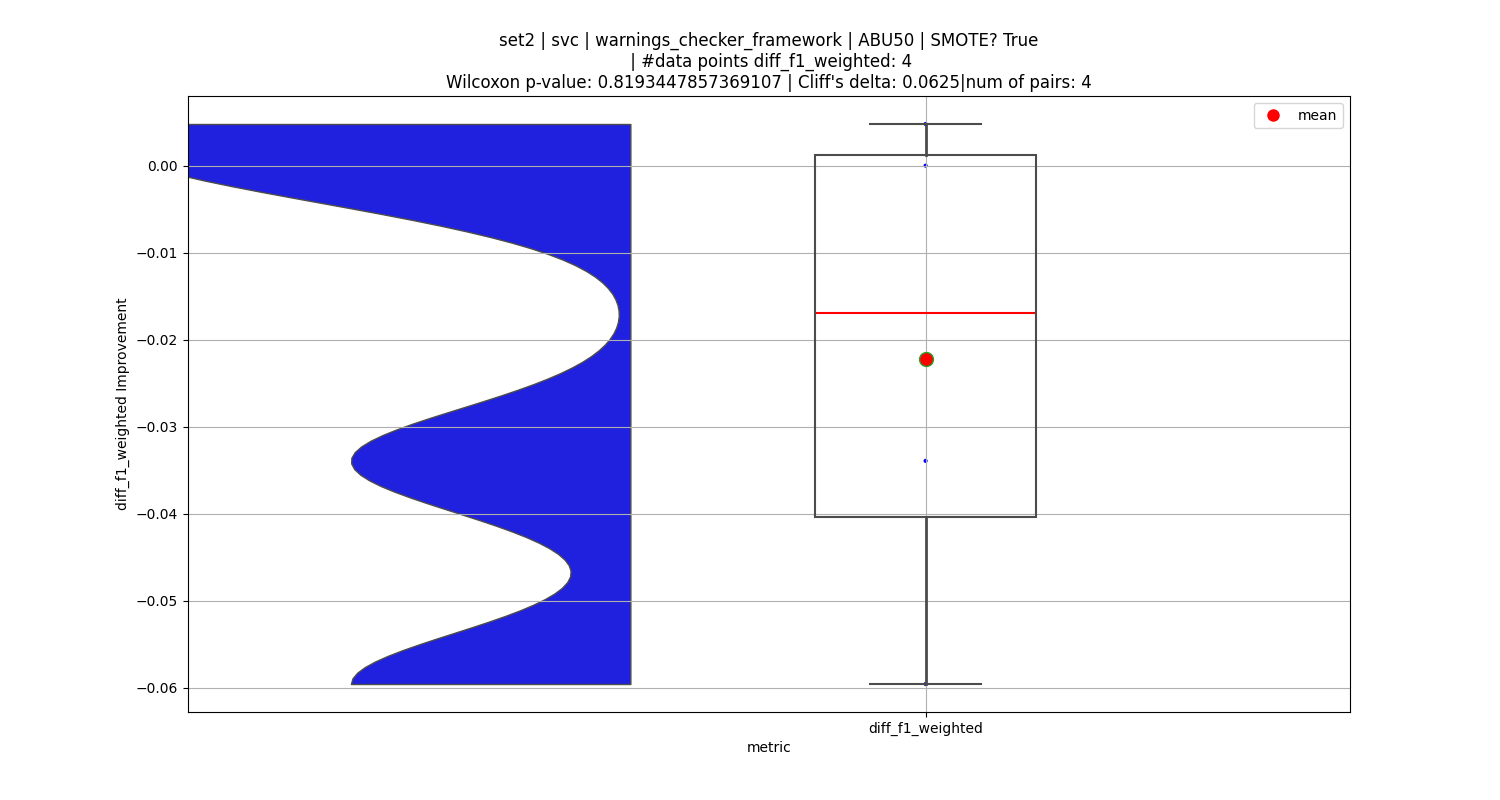 set2 | svc | warnings_checker_framework | ABU50 | SMOTE? True
| #data points diff_f1_weighted: 4
Wilcoxon p-value: 0.8193447857369107 | Cliff's delta: 0.0625|num of pairs: 4
mean
0.00
−0.01
−0.02
−0.03
−0.04
−0.05
−0.06
diff_f1_weighted Improvement
diff_f1_weighted
metric